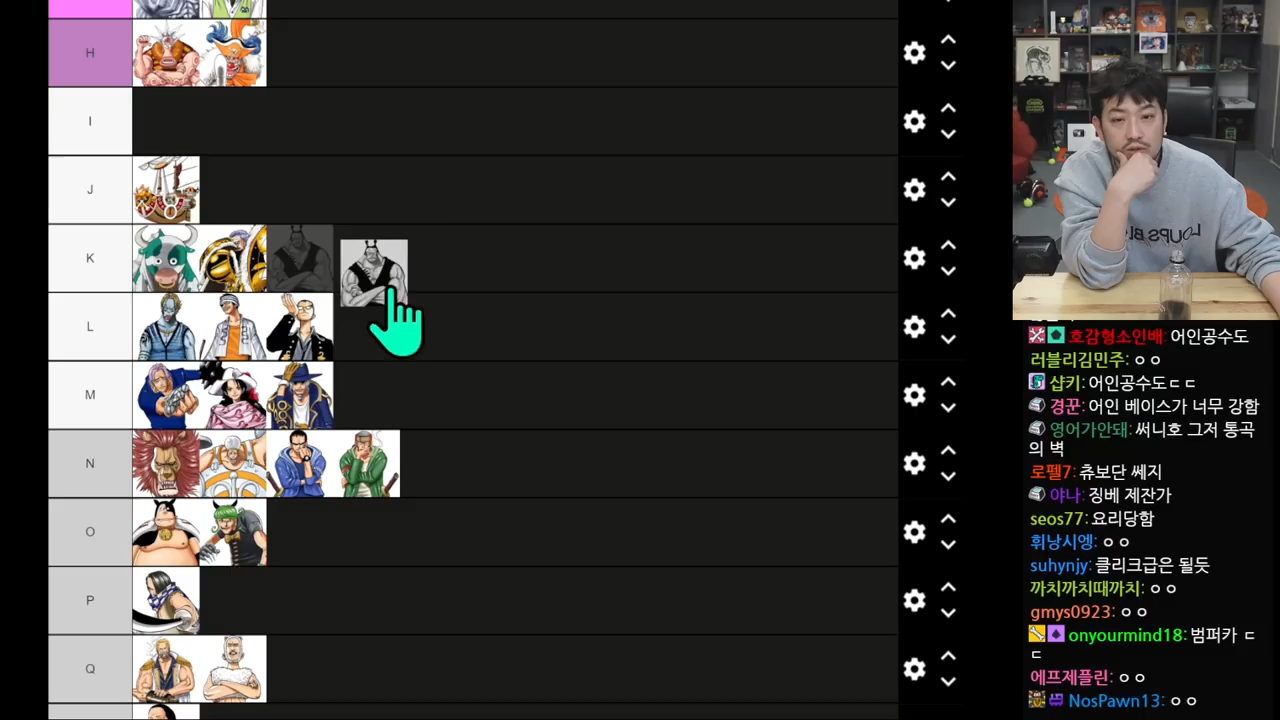 H
I
J
K
L
M
N
O
P
Q
호감형소인배: 어인공수도
러브리김민주: ㅇㅇ
샵키: 어인공수도ㄷㄷ
경꾼: 어인 베이스가 너무 강함
영어가안돼: 써니호 그저 통곡
의 벽
로펠7: 츄보단 쎄지
야나: 징베 제잔가
seos77: 요리당함
휘낭시엥: ㅇㅇ
suhynjy: 클리크급은 될듯
까치까치때까치: ㅇㅇ
gmys0923: ㅇㅇ
onyourmind18: 범퍼카 ㄷ
ㄷ
에프제플린: ㅇㅇ
NosPawn13: ㅇㅇ